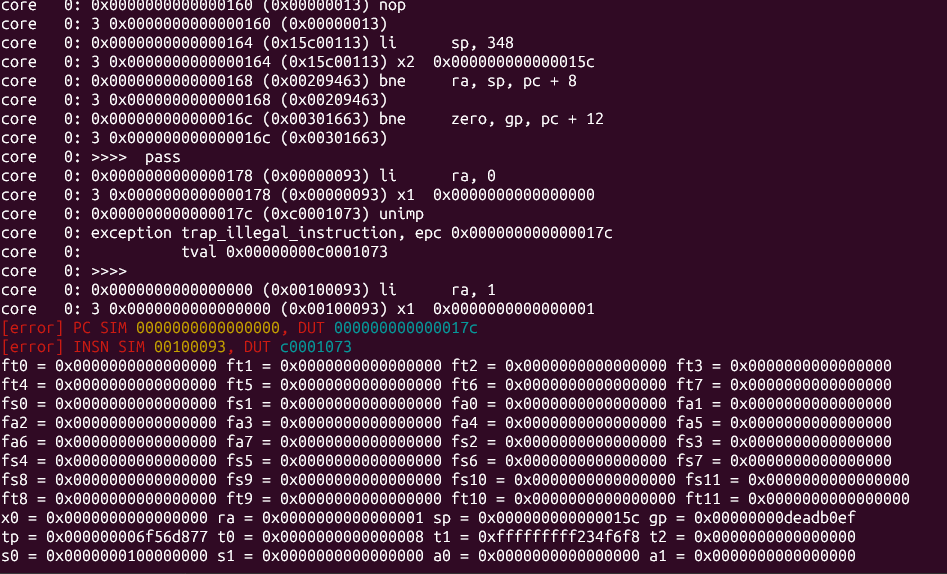 core   0: 0x0000000000000160 (0x00000013) nop
core   0: 3 0x0000000000000160 (0x00000013)
core   0: 0x0000000000000164 (0x15c00113) li      sp, 348
core   0: 3 0x0000000000000164 (0x15c00113) x2  0x000000000000015c
core   0: 0x0000000000000168 (0x00209463) bne     ra, sp, pc + 8
core   0: 3 0x0000000000000168 (0x00209463)
core   0: 0x000000000000016c (0x00301663) bne     zero, gp, pc + 12
core   0: 3 0x000000000000016c (0x00301663)
core   0: >>>>  pass
core   0: 0x0000000000000178 (0x00000093) li      ra, 0
core   0: 3 0x0000000000000178 (0x00000093) x1  0x0000000000000000
core   0: 0x000000000000017c (0xc0001073) unimp
core   0: exception trap_illegal_instruction, epc 0x000000000000017c
core   0:           tval 0x00000000c0001073
core   0: >>>>
core   0: 0x0000000000000000 (0x00100093) li      ra, 1
core   0: 3 0x0000000000000000 (0x00100093) x1  0x0000000000000001
[error] PC SIM 0000000000000000, DUT 000000000000017c
[error] INSN SIM 00100093, DUT c0001073
ft0 = 0x0000000000000000 ft1 = 0x0000000000000000 ft2 = 0x0000000000000000 ft3 = 0x0000000000000000
ft4 = 0x0000000000000000 ft5 = 0x0000000000000000 ft6 = 0x0000000000000000 ft7 = 0x0000000000000000
fs0 = 0x0000000000000000 fs1 = 0x0000000000000000 fa0 = 0x0000000000000000 fa1 = 0x0000000000000000
fa2 = 0x0000000000000000 fa3 = 0x0000000000000000 fa4 = 0x0000000000000000 fa5 = 0x0000000000000000
fa6 = 0x0000000000000000 fa7 = 0x0000000000000000 fs2 = 0x0000000000000000 fs3 = 0x0000000000000000
fs4 = 0x0000000000000000 fs5 = 0x0000000000000000 fs6 = 0x0000000000000000 fs7 = 0x0000000000000000
fs8 = 0x0000000000000000 fs9 = 0x0000000000000000 fs10 = 0x0000000000000000 fs11 = 0x0000000000000000
ft8 = 0x0000000000000000 ft9 = 0x0000000000000000 ft10 = 0x0000000000000000 ft11 = 0x0000000000000000
x0 = 0x0000000000000000 ra = 0x0000000000000001 sp = 0x000000000000015c gp = 0x00000000deadb0ef
tp = 0x000000006f56d877 t0 = 0x0000000000000008 t1 = 0xfffffffff234f6f8 t2 = 0x0000000000000000
s0 = 0x0000000100000000 s1 = 0x0000000000000000 a0 = 0x0000000000000000 a1 = 0x0000000000000000